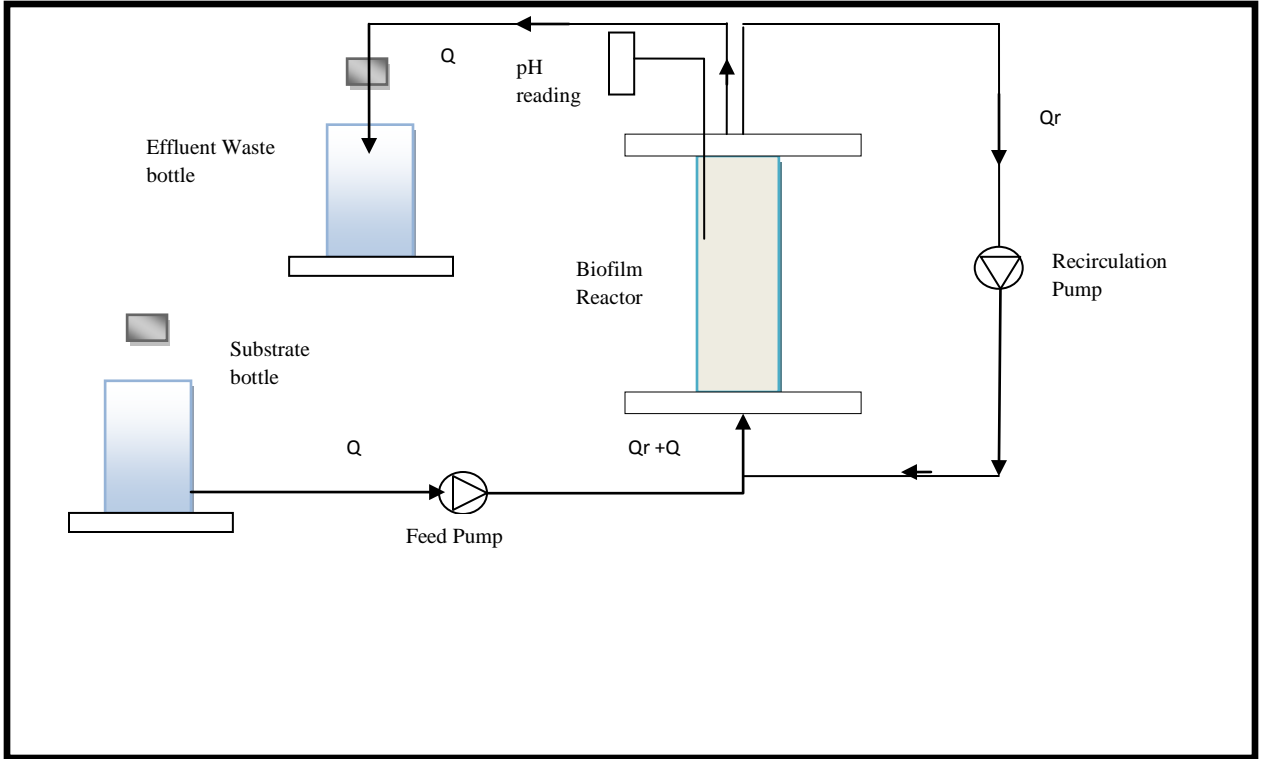 Q
pH
reading
Qr
Effluent Waste
bottle
Biofilm
Reactor
Recirculation
Pump
Substrate
bottle
Q
Qr +Q
Feed Pump